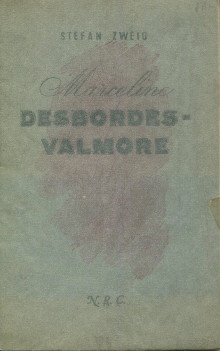 STEFAN ZWEIG
Marceline
DESBORDES-
VALMORE
N.R.C.